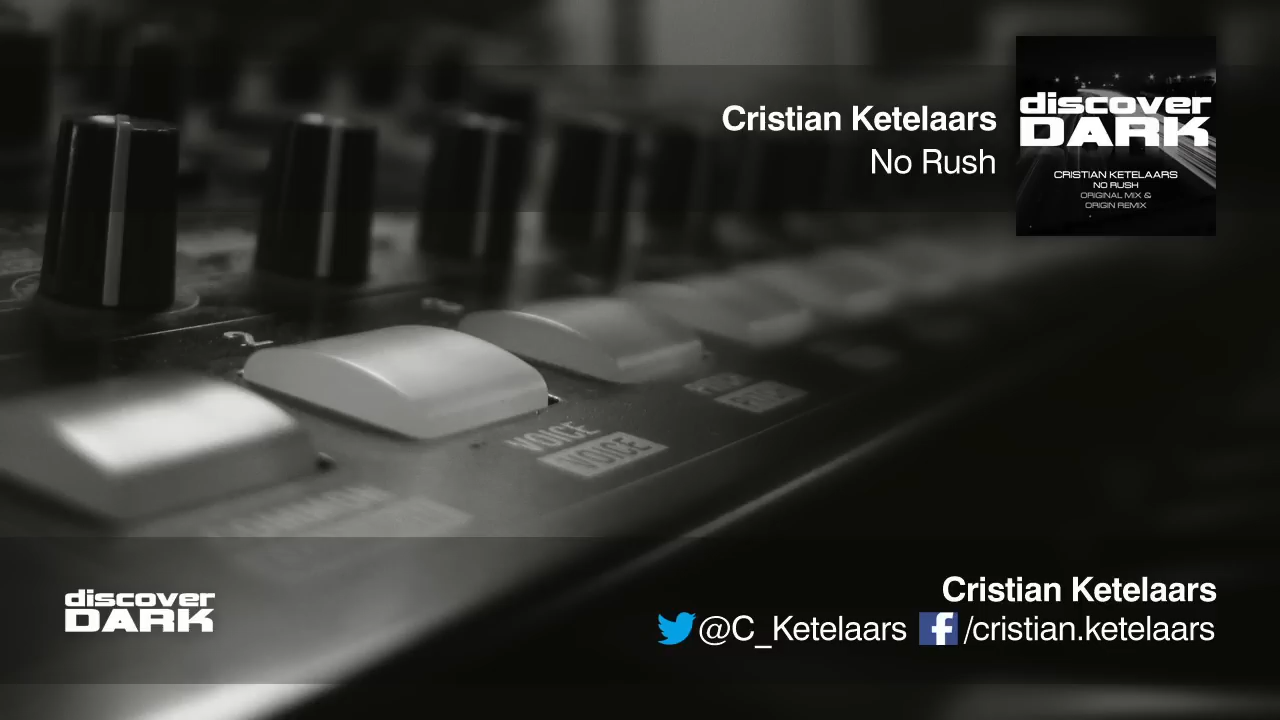 Cristian Ketelaars
No Rush
discover
DARK
CRISTIAN KETELAARS
NO RUSH
ORIGINAL MIX &
ORIGIN REMIX
2
VOICE
VOICE
discover
DARK
Cristian Ketelaars
@C_Ketelaars /cristian.ketelaars